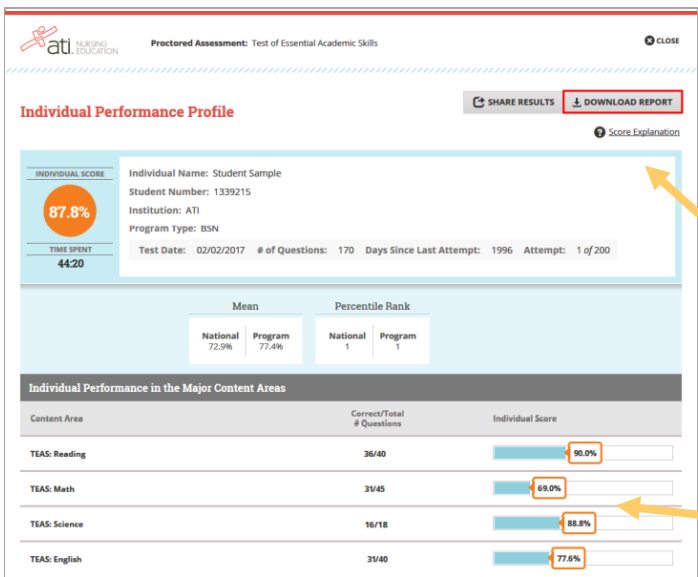 ati NURSING EDUCATION
Proctored Assessment: Test of Essential Academic Skills
CLOSE
Individual Performance Profile
SHARE RESULTS
DOWNLOAD REPORT
Score Explanation
INDIVIDUAL SCORE
87.8%
TIME SPENT
44:20
Individual Name: Student Sample
Student Number: 1339215
Institution: ATI
Program Type: BSN
Test Date: 02/02/2017 # of Questions: 170 Days Since Last Attempt: 1996 Attempt: 1 of 200
Mean Percentile Rank
National Program National Program
72.9% 77.4% 1 1
Individual Performance in the Major Content Areas
Content Area Correct/Total # Questions Individual Score
TEAS: Reading 36/40 90.0%
TEAS: Math 31/45 69.0%
TEAS: Science 16/18 88.8%
TEAS: English 31/40 77.6%